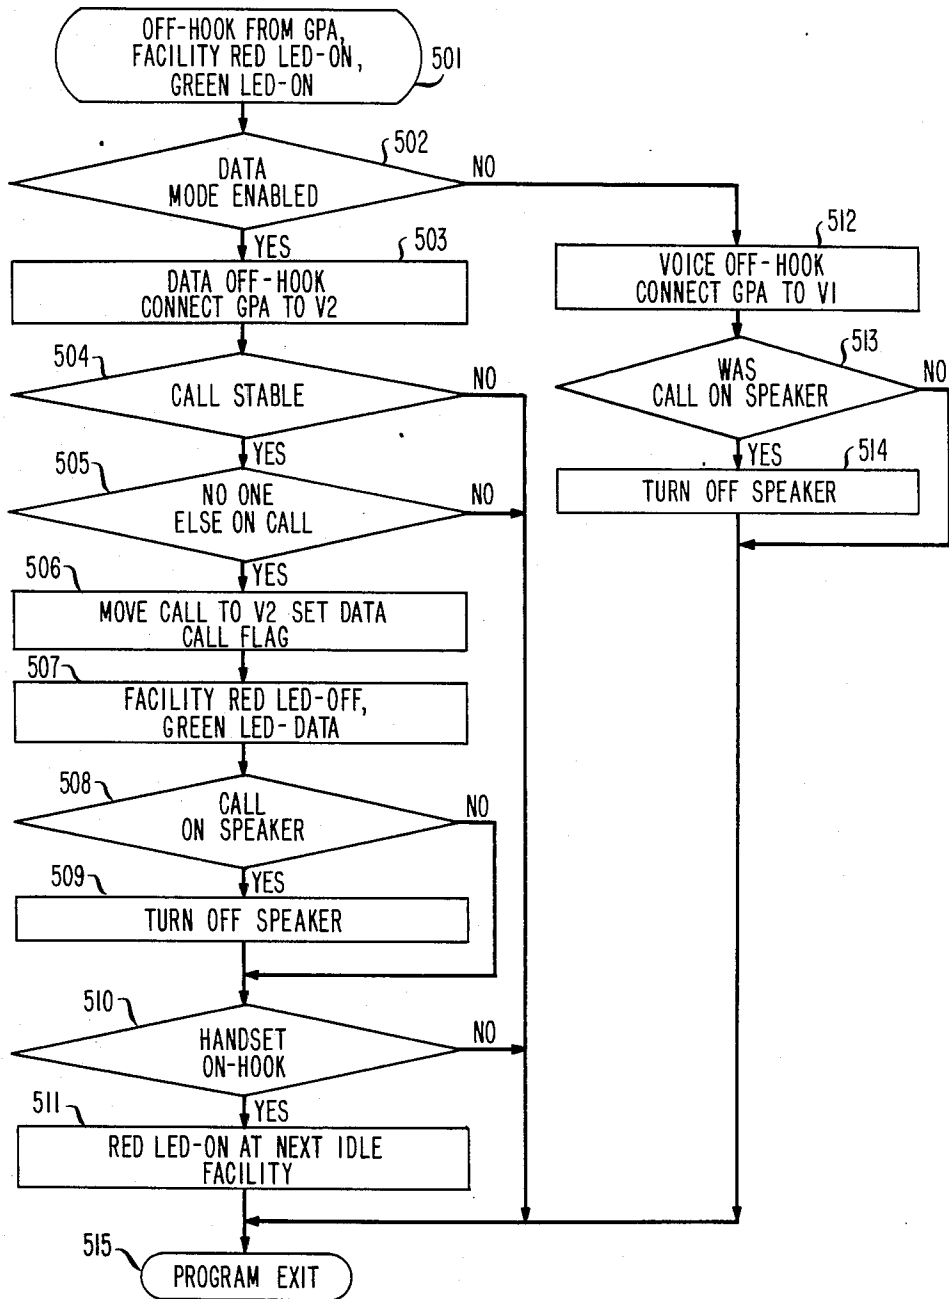 OFF-HOOK FROM GPA,
FACILITY RED LED-ON,
GREEN LED-ON
501
502
DATA
MODE ENABLED
NO
YES
503
DATA OFF-HOOK
CONNECT GPA TO V2
512
VOICE OFF-HOOK
CONNECT GPA TO V1
504
CALL STABLE
NO
YES
513
WAS
CALL ON SPEAKER
NO
YES
514
TURN OFF SPEAKER
505
NO ONE
ELSE ON CALL
NO
YES
506
MOVE CALL TO V2 SET DATA
CALL FLAG
507
FACILITY RED LED-OFF,
GREEN LED-DATA
508
CALL
ON SPEAKER
NO
YES
509
TURN OFF SPEAKER
510
HANDSET
ON-HOOK
NO
YES
511
RED LED-ON AT NEXT IDLE
FACILITY
515
PROGRAM EXIT